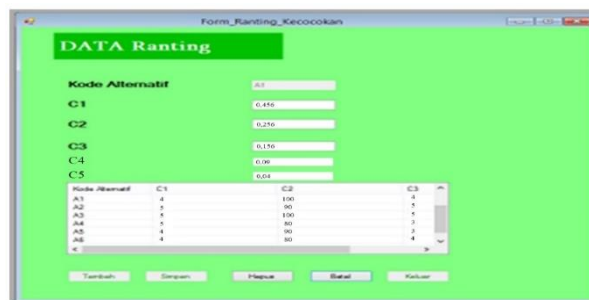 Form_Ranting_Kecocokan
DATA Ranting
Kode Alternatif A1
C1 0,456
C2 0,256
C3 0,156
C4 0,09
C5 0,04
Kode Alternatif C1 C2 C3
A1 4 100 4
A2 5 90 5
A3 5 100 5
A4 5 80 3
A5 4 90 3
A6 4 80 4
Tambah Simpan Hapus Batal Keluar